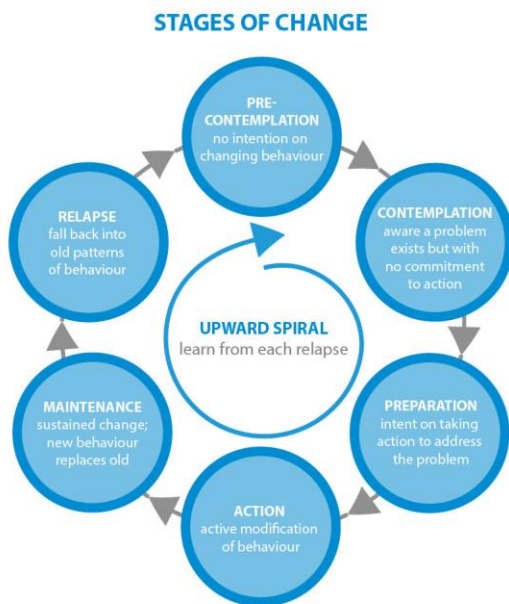 STAGES OF CHANGE
PRE-
CONTEMPLATION
no intention on
changing behaviour
CONTEMPLATION
aware a problem
exists but with
no commitment
to action
PREPARATION
intent on taking
action to address
the problem
ACTION
active modification
of behaviour
MAINTENANCE
sustained change;
new behaviour
replaces old
RELAPSE
fall back into
old patterns
of behaviour
UPWARD SPIRAL
learn from each relapse